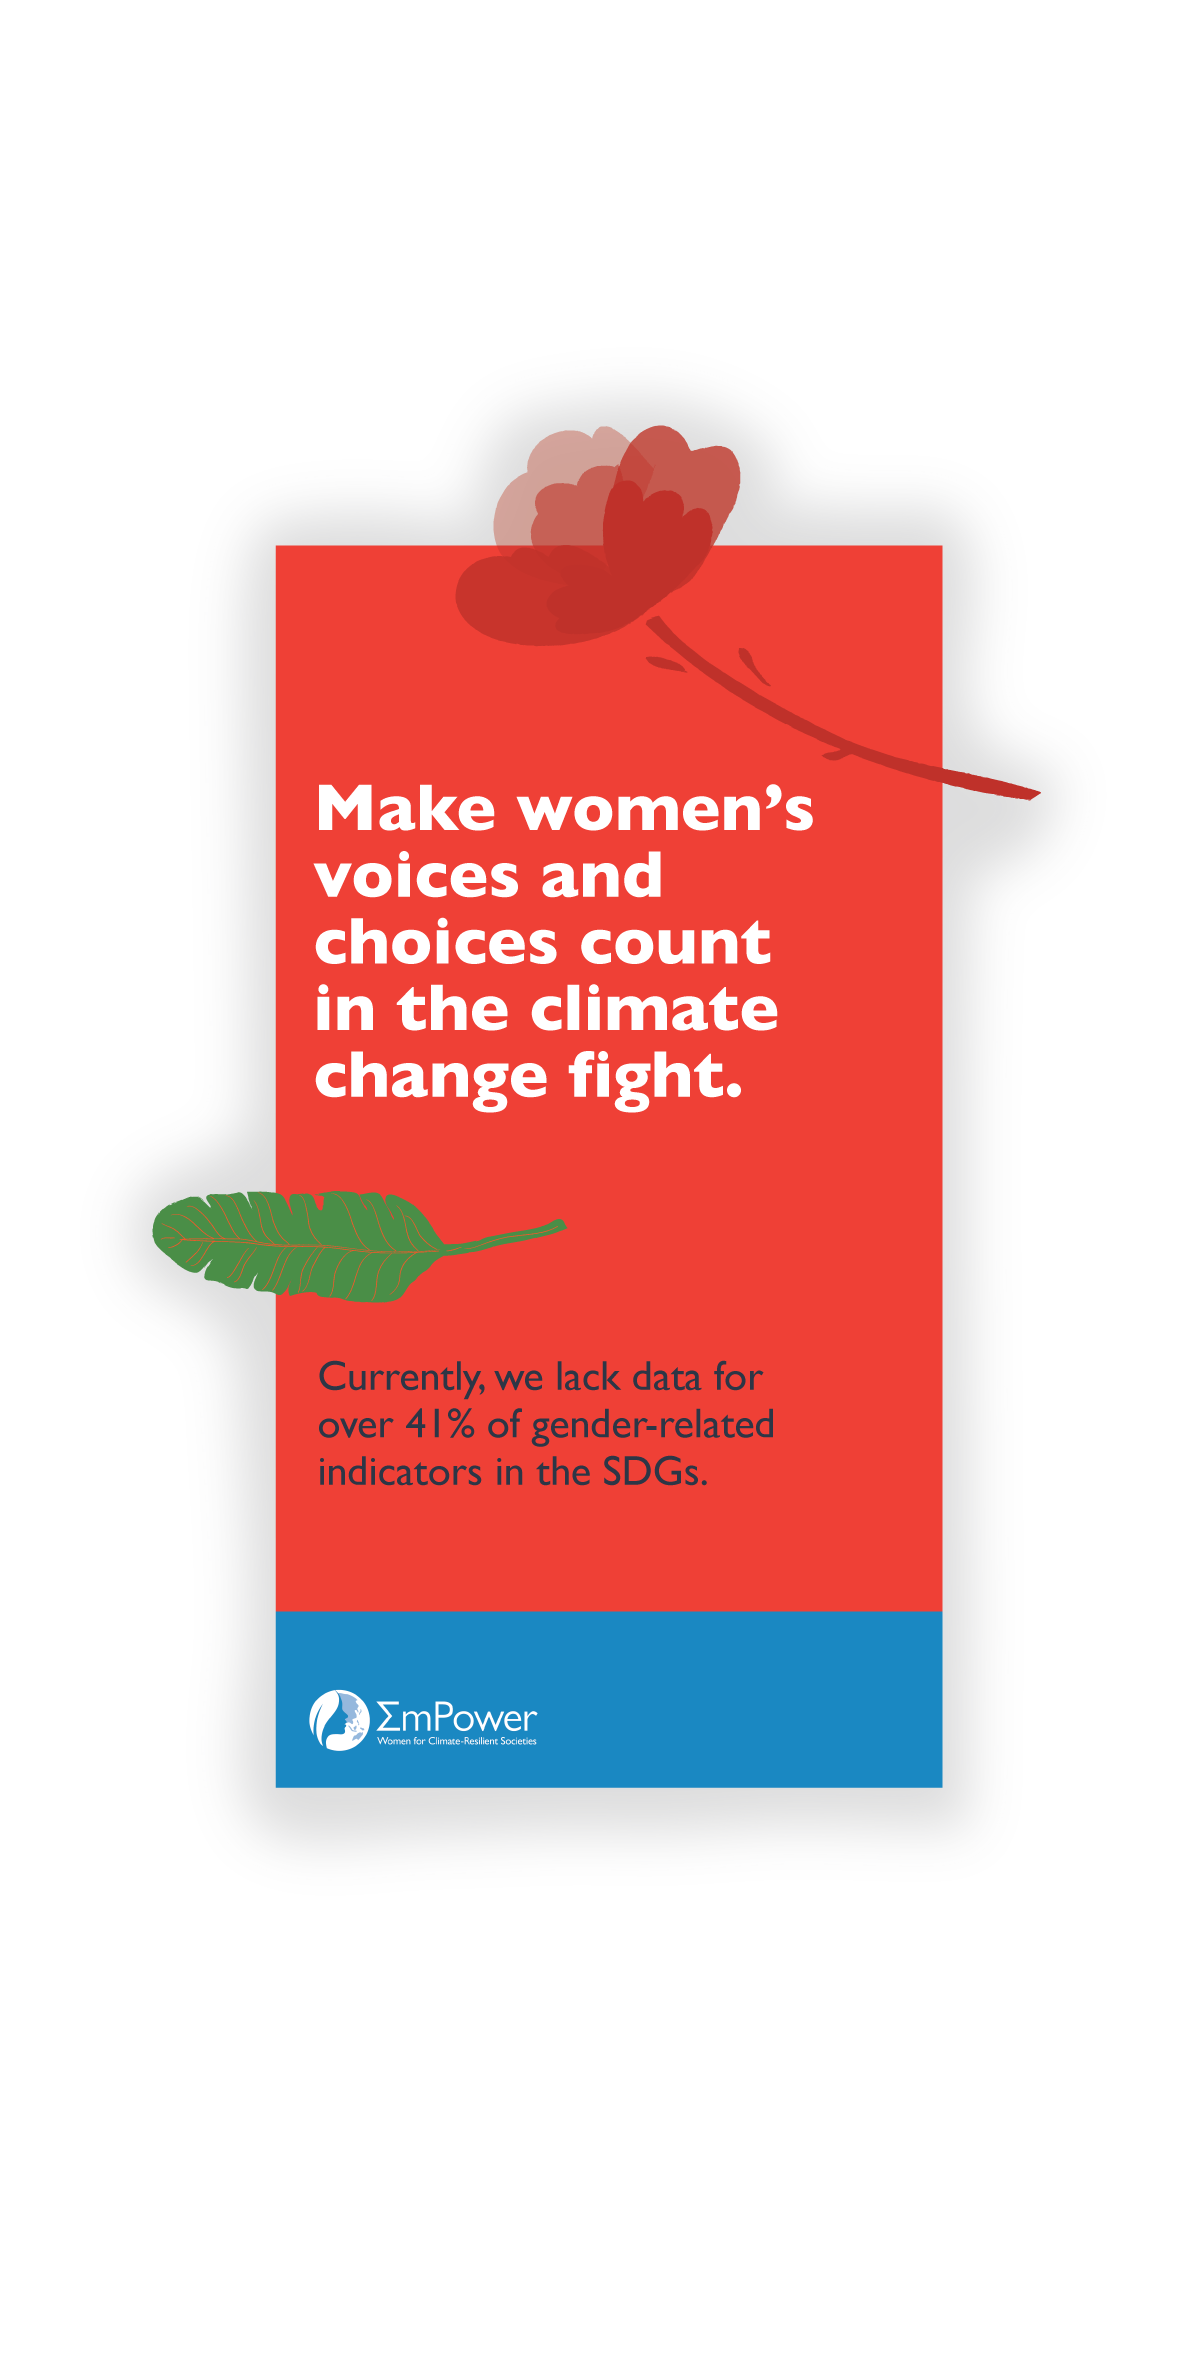 Make women’s
voices and
choices count
in the climate
change fight.
Currently, we lack data for
over 41% of gender-related
indicators in the SDGs.
ΣmPower
Women for Climate-Resilient Societies